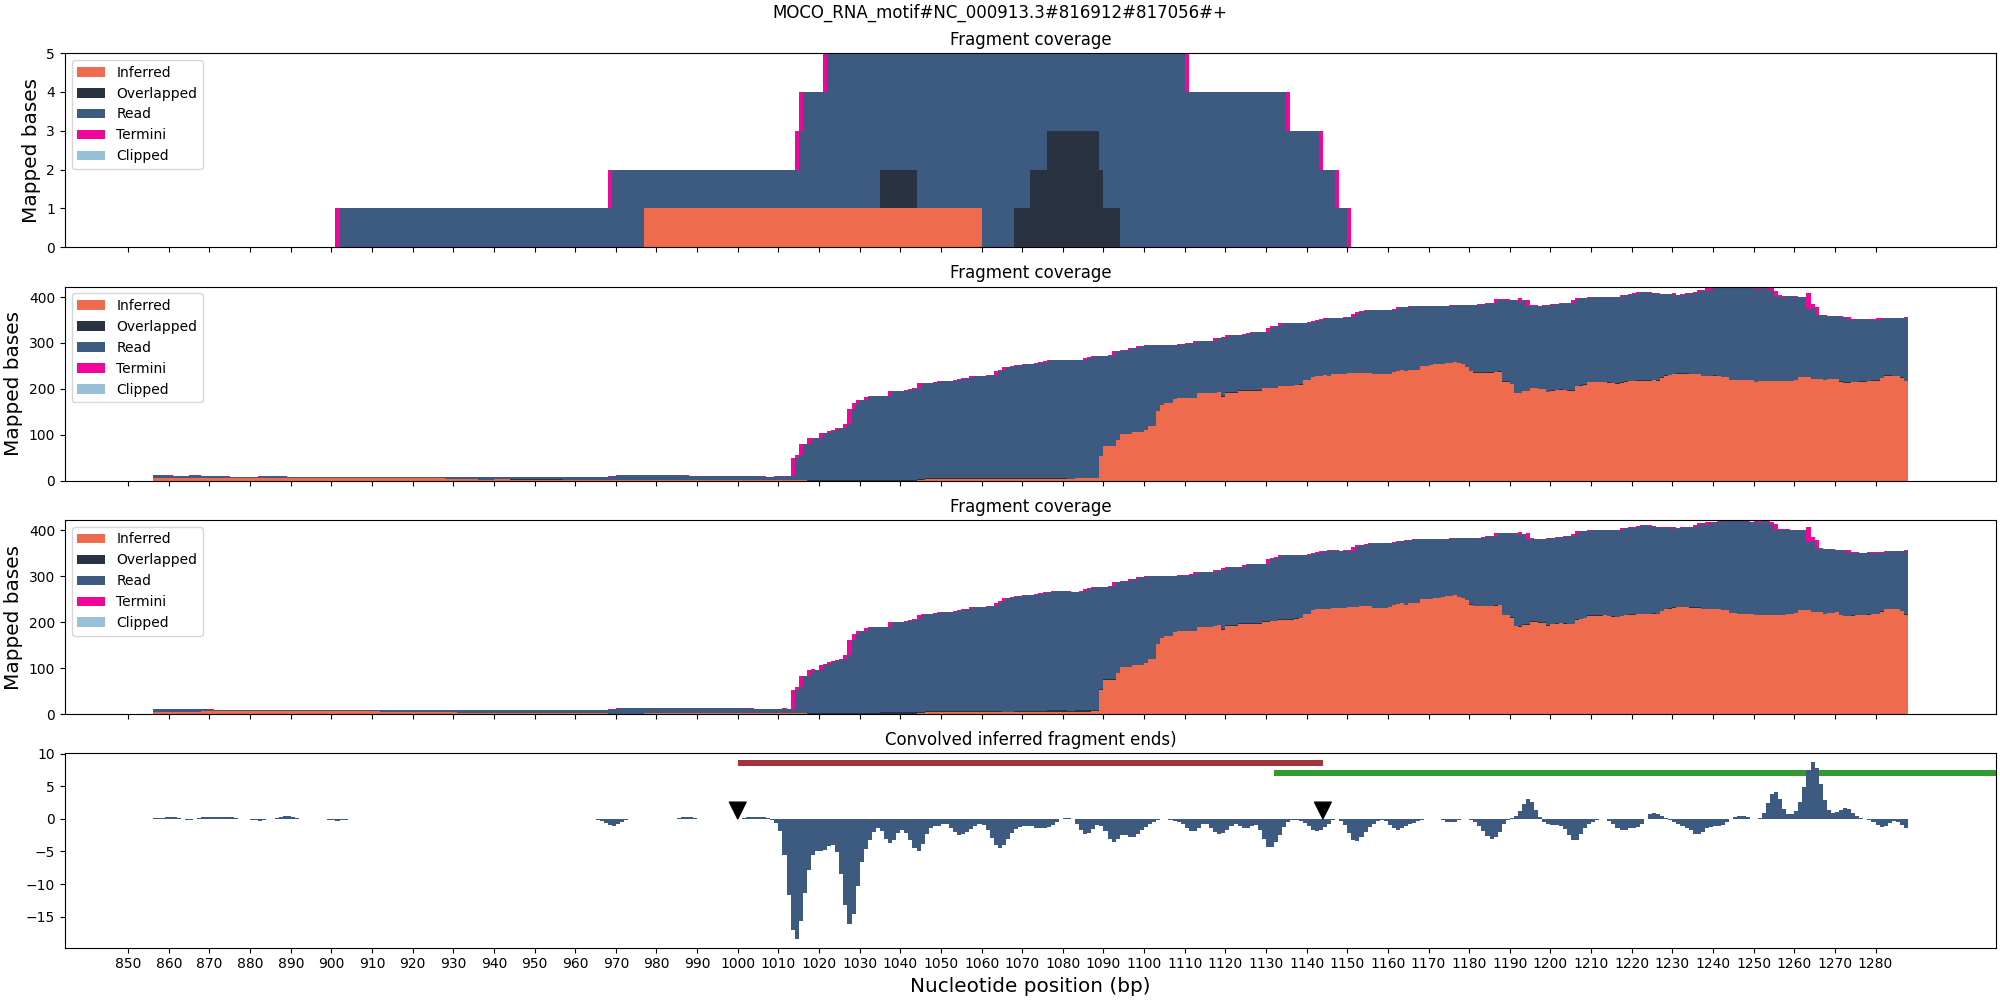 MOCO_RNA_motif#NC_000913.3#816912#817056#+
Fragment coverage
Mapped bases
5
4
3
2
1
0
Inferred
Overlapped
Read
Termini
Clipped
Fragment coverage
Mapped bases
400
300
200
100
0
Inferred
Overlapped
Read
Termini
Clipped
Fragment coverage
Mapped bases
400
300
200
100
0
Inferred
Overlapped
Read
Termini
Clipped
Convolved inferred fragment ends)
10
5
0
−5
−10
−15
850 860 870 880 890 900 910 920 930 940 950 960 970 980 990 1000 1010 1020 1030 1040 1050 1060 1070 1080 1090 1100 1110 1120 1130 1140 1150 1160 1170 1180 1190 1200 1210 1220 1230 1240 1250 1260 1270 1280
Nucleotide position (bp)